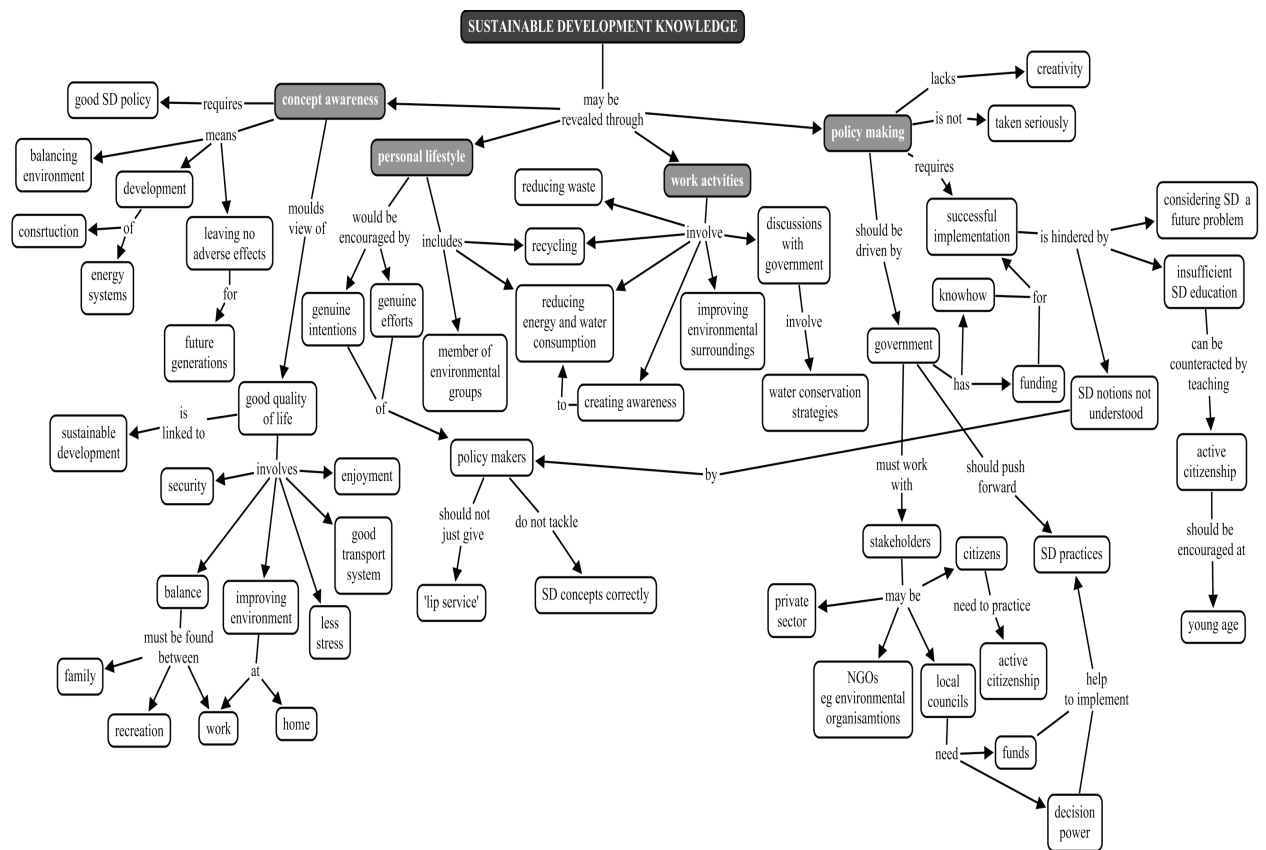 SUSTAINABLE DEVELOPMENT KNOWLEDGE
may be
revealed through
good SD policy
requires
concept awareness
lacks
creativity
policy making
is not
taken seriously
means
balancing
environment
development
consrtuction
of
energy
systems
leaving no
adverse effects
for
future
generations
moulds
view of
personal lifestyle
would be
encouraged by
includes
genuine
intentions
genuine
efforts
of
member of
environmental
groups
work actvities
reducing waste
recycling
involve
reducing
energy and water
consumption
to
creating awareness
improving
environmental
surroundings
discussions
with
government
involve
water conservation
strategies
requires
should be
driven by
successful
implementation
is hindered by
considering SD a
future problem
insufficient
SD education
knowhow
for
government
has
funding
SD notions not
understood
can be
counteracted by
teaching
active
citizenship
should be
encouraged at
young age
good quality
of life
is
linked to
sustainable
development
involves
security
enjoyment
good
transport
system
balance
improving
environment
less
stress
must be found
between
family
recreation
work
at
home
policy makers
by
should not
just give
do not tackle
'lip service'
SD concepts correctly
must work
with
should push
forward
stakeholders
citizens
SD practices
may be
private
sector
need to practice
NGOs
eg environmental
organisamtions
local
councils
active
citizenship
help
to implement
need
funds
decision
power